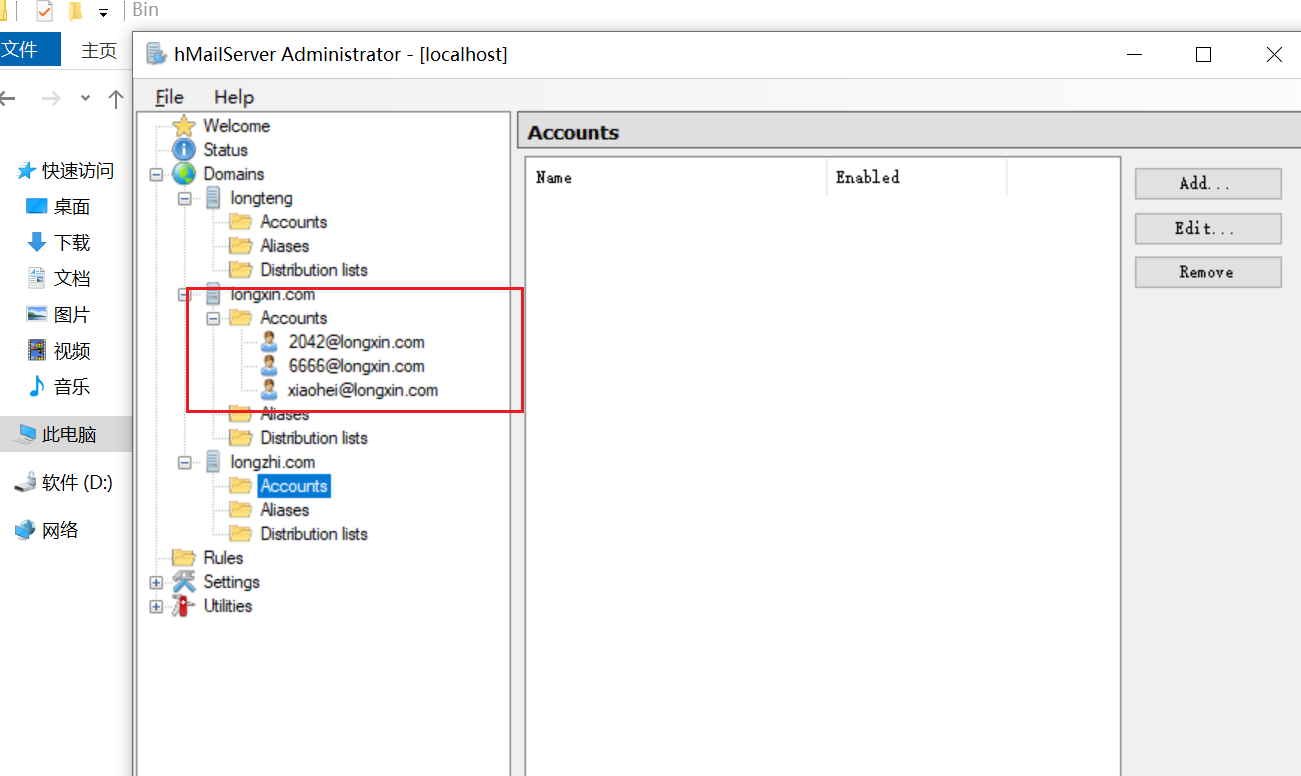 Bin
文件
主页
hMailServer Administrator - [localhost]
File Help
快速访问
桌面
下载
文档
图片
视频
音乐
此电脑
软件 (D:)
网络
Welcome
Status
Domains
longteng
Accounts
Aliases
Distribution lists
longxin.com
Accounts
2042@longxin.com
6666@longxin.com
xiaohei@longxin.com
Aliases
Distribution lists
longzhi.com
Accounts
Aliases
Distribution lists
Rules
Settings
Utilities
Accounts
Name Enabled
Add...
Edit...
Remove